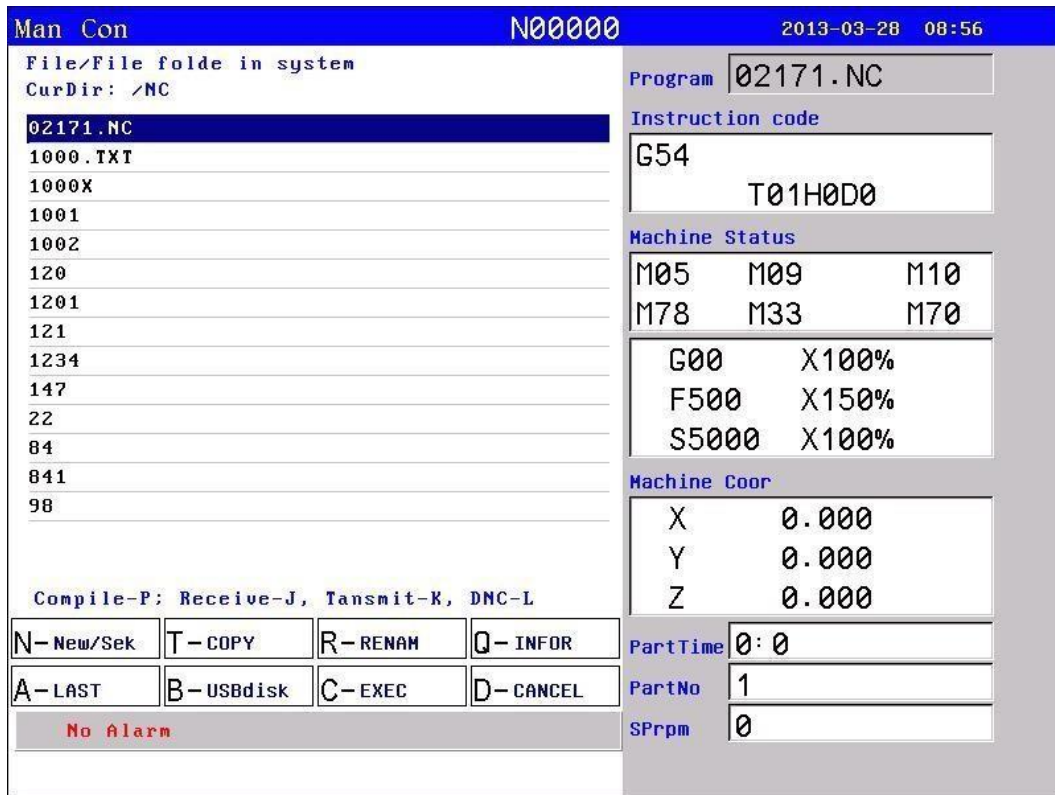 Man Con N00000 2013-03-28 08:56
File/File folde in system
CurDir: /NC
02171.NC
1000.TXT
1000X
1001
1002
120
1201
121
1234
147
22
84
841
98
Compile-P; Receive-J, Tansmit-K, DNC-L
N- New/Sek T-COPY R-RENAM Q- INFOR
A-LAST B-USBdisk C-EXEC D-CANCEL
No Alarm
Program 02171.NC
Instruction code
G54
T01H0D0
Machine Status
M05 M09 M10
M78 M33 M70
G00 X100%
F500 X150%
S5000 X100%
Machine Coor
X 0.000
Y 0.000
Z 0.000
PartTime 0: 0
PartNo 1
SPrpm 0